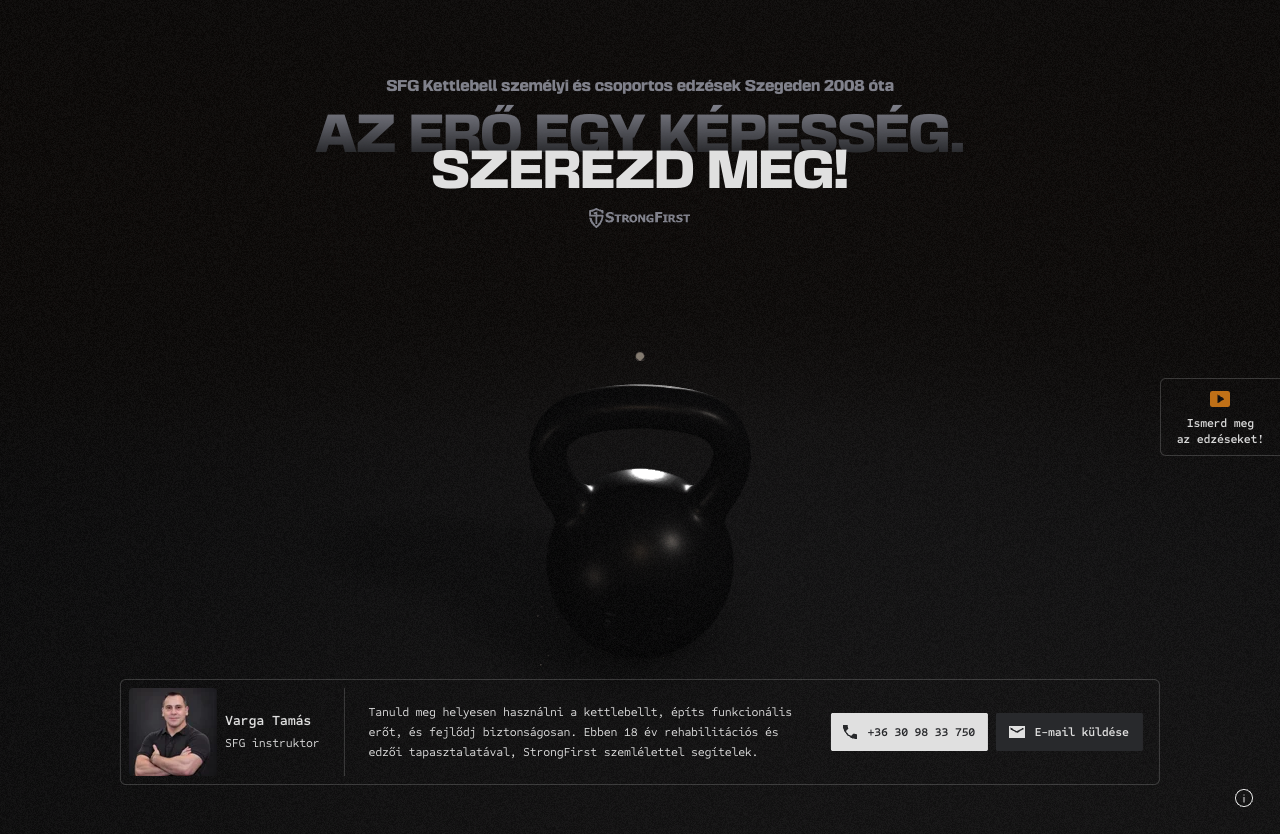 SFG Kettlebell személyi és csoportos edzések Szegeden 2008 óta
AZ ERŐ EGY KÉPESSÉG.
SZEREZD MEG!
STRONGFIRST
Ismerd meg
az edzéseket!
Varga Tamás
SFG instruktor
Tanuld meg helyesen használni a kettlebellt, építs funkcionális
erőt, és fejlődj biztonságosan. Ebben 18 év rehabilitációs és
edzői tapasztalatával, StrongFirst szemlélettel segítelek.
+36 30 98 33 750
E-mail küldése